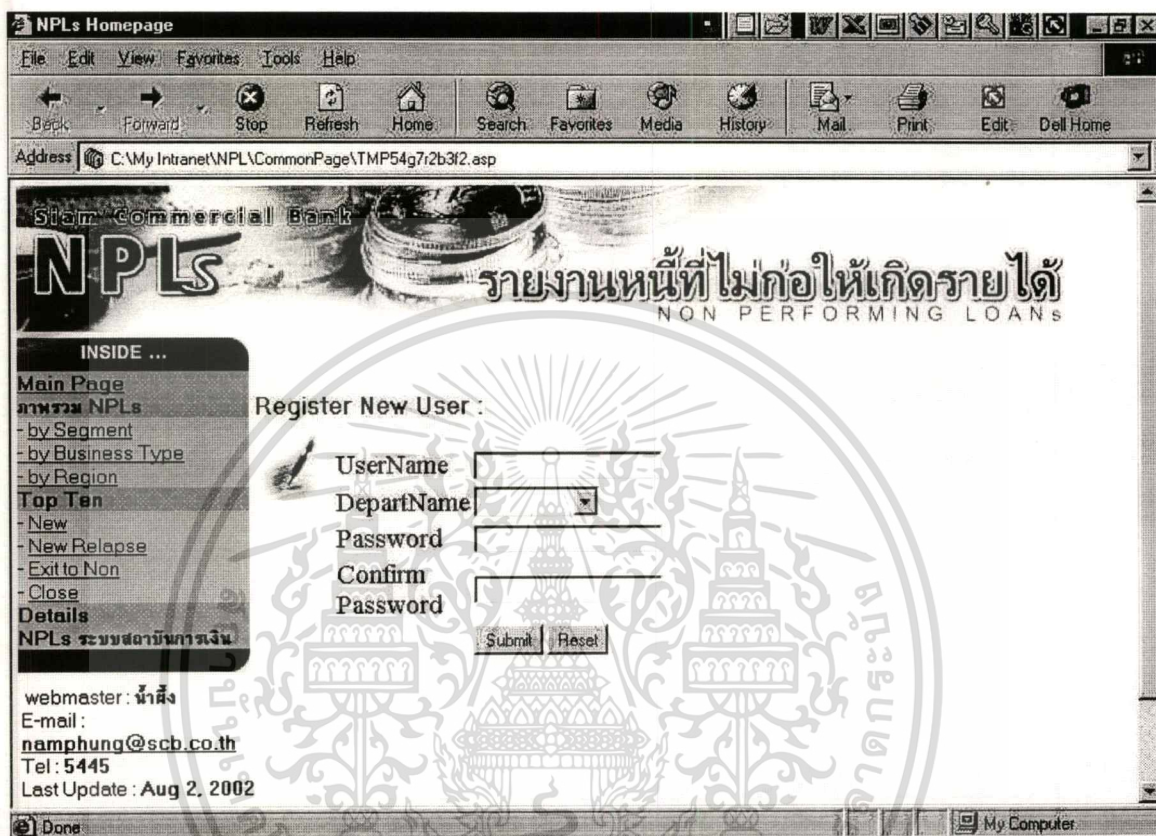 NPLs Homepage
File Edit View Favorites Tools Help
Back Forward Stop Refresh Home Search Favorites Media History Mail Print Edit Dell Home
Address C:\My Intranet\NPL\CommonPage\TMP54g7r2b3f2.asp
Siam Commercial Bank
NPLs
รายงานหนี้ที่ไม่ก่อให้เกิดรายได้
NON PERFORMING LOANs
INSIDE ...
Main Page
ภาพรวม NPLs
- by Segment
- by Business Type
- by Region
Top Ten
- New
- New Relapse
- Exit to Non
- Close
Details
NPLs ระบบสถาบันการเงิน
Register New User :
UserName
DepartName
Password
Confirm
Password
Submit Reset
webmaster : น้ำผึ้ง
E-mail :
namphung@scb.co.th
Tel : 5445
Last Update : Aug 2, 2002
Done My Computer